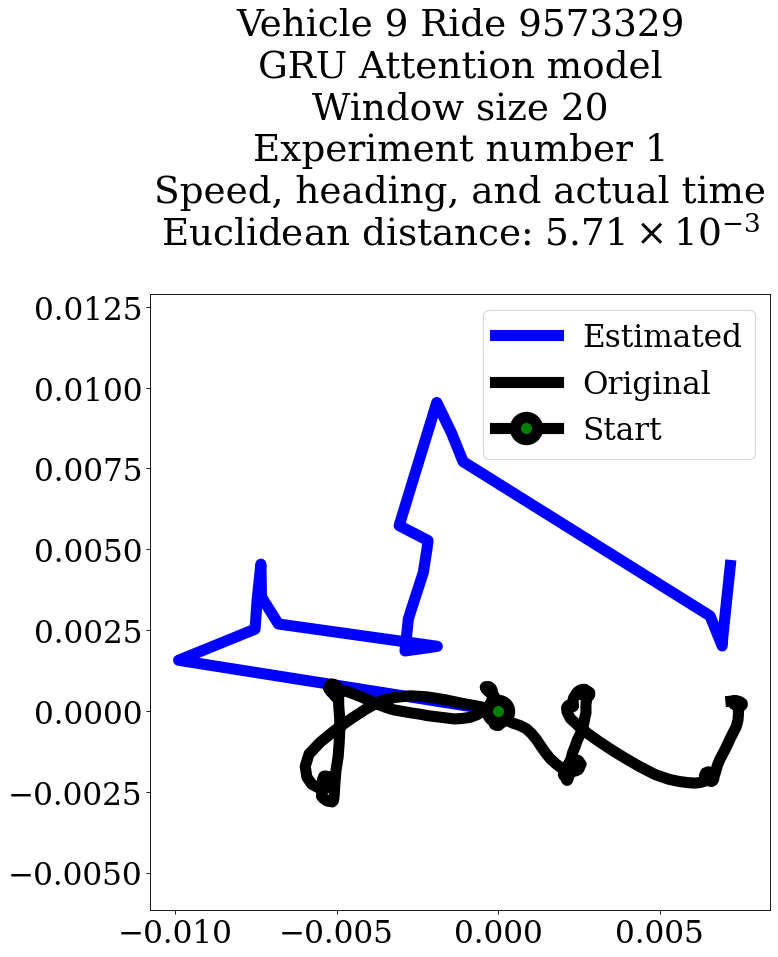 Vehicle 9 Ride 9573329
GRU Attention model
Window size 20
Experiment number 1
Speed, heading, and actual time
Euclidean distance: 5.71 × 10⁻³
Estimated
Original
Start
0.0125
0.0100
0.0075
0.0050
0.0025
0.0000
−0.0025
−0.0050
−0.010
−0.005
0.000
0.005